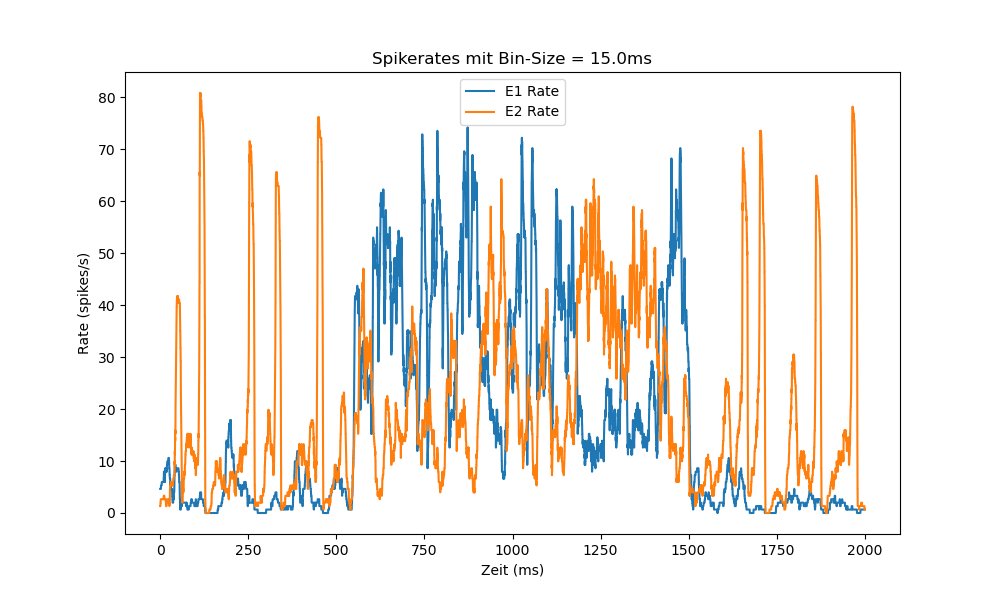 Spikerates mit Bin-Size = 15.0ms
E1 Rate
E2 Rate
80
70
60
50
40
30
20
10
0
Rate (spikes/s)
0 250 500 750 1000 1250 1500 1750 2000
Zeit (ms)